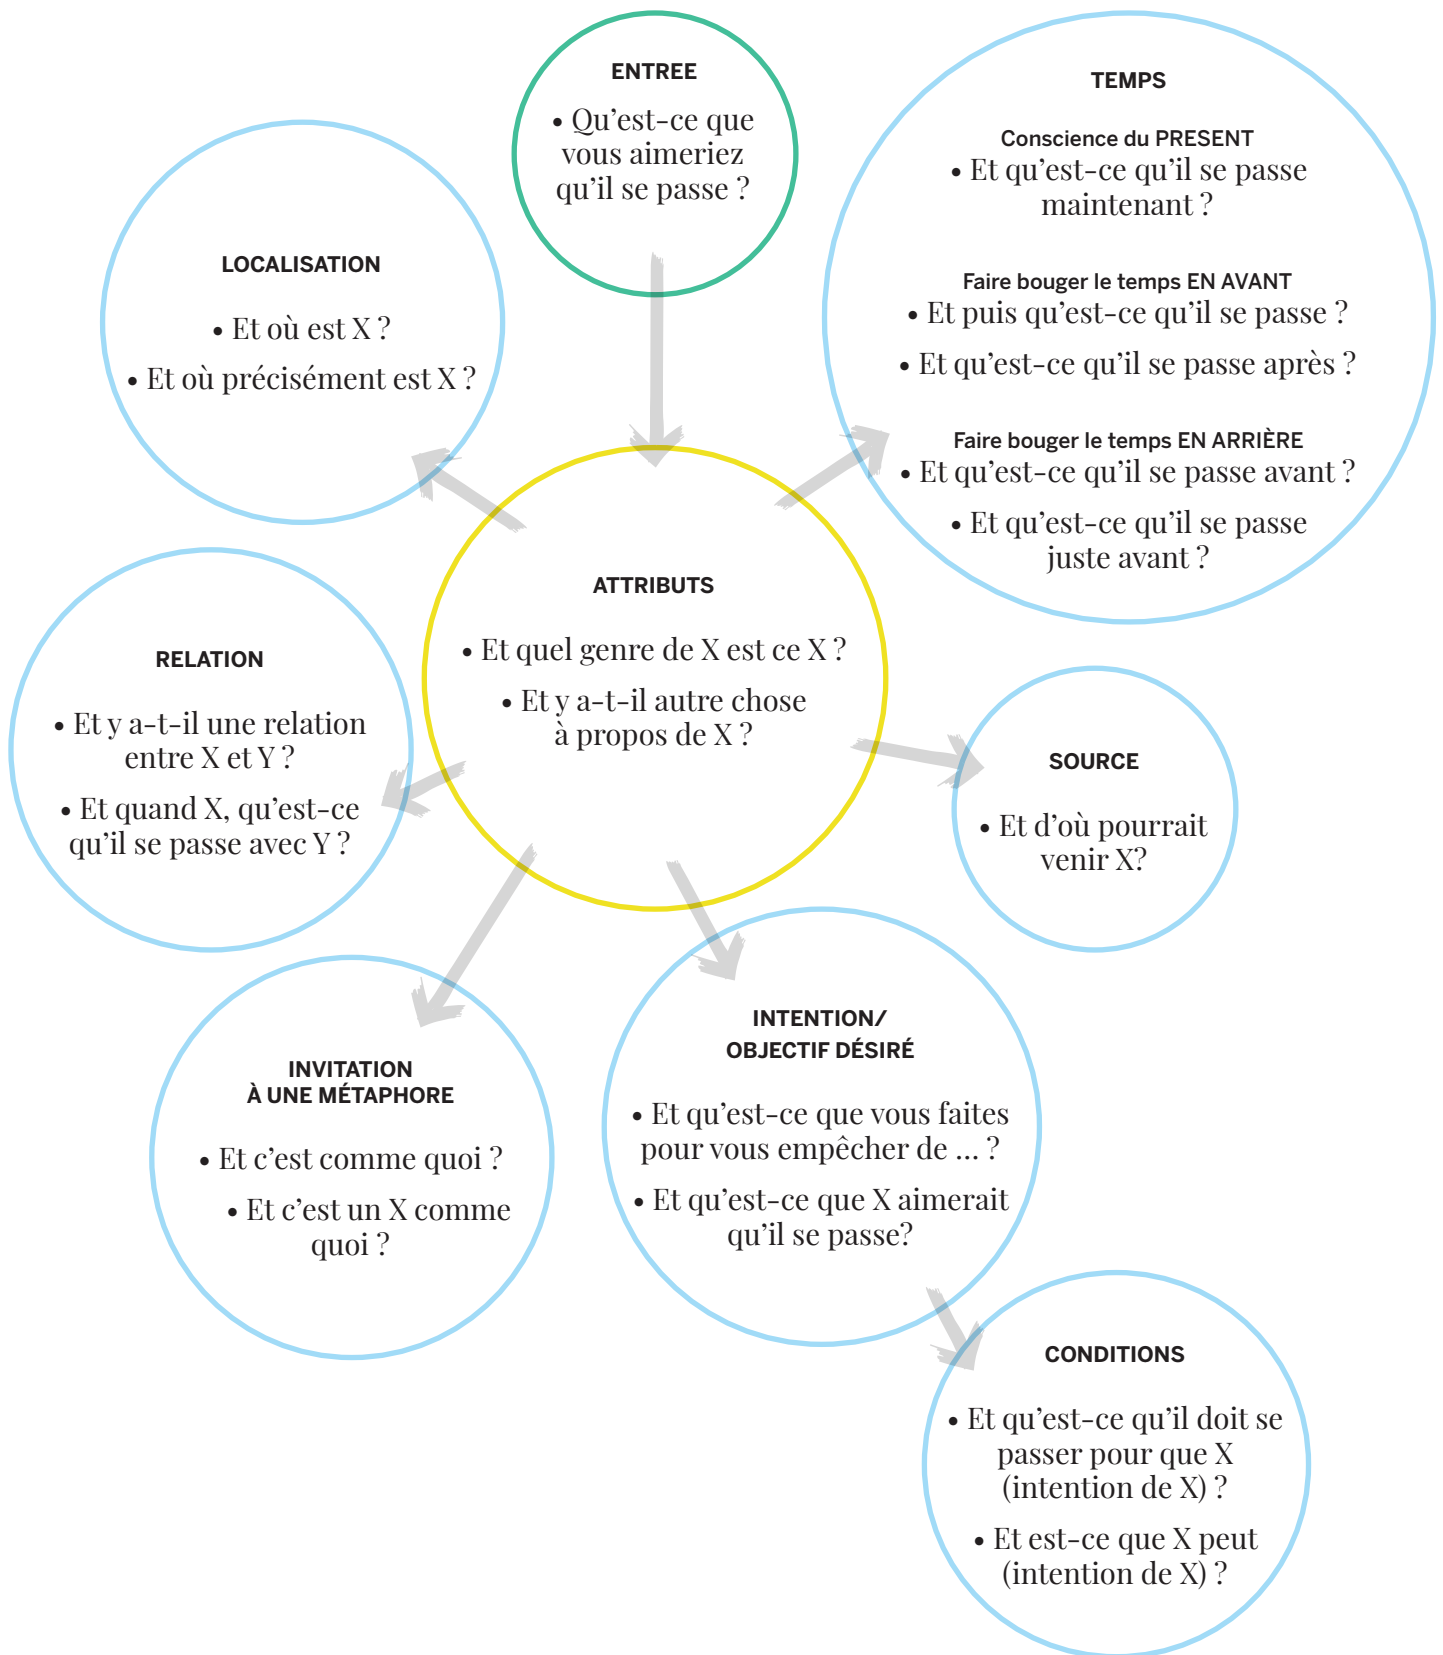 ENTREE
• Qu’est-ce que
vous aimeriez
qu’il se passe ?
TEMPS
Conscience du PRESENT
• Et qu’est-ce qu’il se passe
maintenant ?
Faire bouger le temps EN AVANT
• Et puis qu’est-ce qu’il se passe ?
• Et qu’est-ce qu’il se passe après ?
Faire bouger le temps EN ARRIÈRE
• Et qu’est-ce qu’il se passe avant ?
• Et qu’est-ce qu’il se passe
juste avant ?
LOCALISATION
• Et où est X ?
• Et où précisément est X ?
ATTRIBUTS
• Et quel genre de X est ce X ?
• Et y a-t-il autre chose
à propos de X ?
RELATION
• Et y a-t-il une relation
entre X et Y ?
• Et quand X, qu’est-ce
qu’il se passe avec Y ?
SOURCE
• Et d’où pourrait
venir X?
INVITATION
À UNE MÉTAPHORE
• Et c’est comme quoi ?
• Et c’est un X comme
quoi ?
INTENTION/
OBJECTIF DÉSIRÉ
• Et qu’est-ce que vous faites
pour vous empêcher de ... ?
• Et qu’est-ce que X aimerait
qu’il se passe?
CONDITIONS
• Et qu’est-ce qu’il doit se
passer pour que X
(intention de X) ?
• Et est-ce que X peut
(intention de X) ?